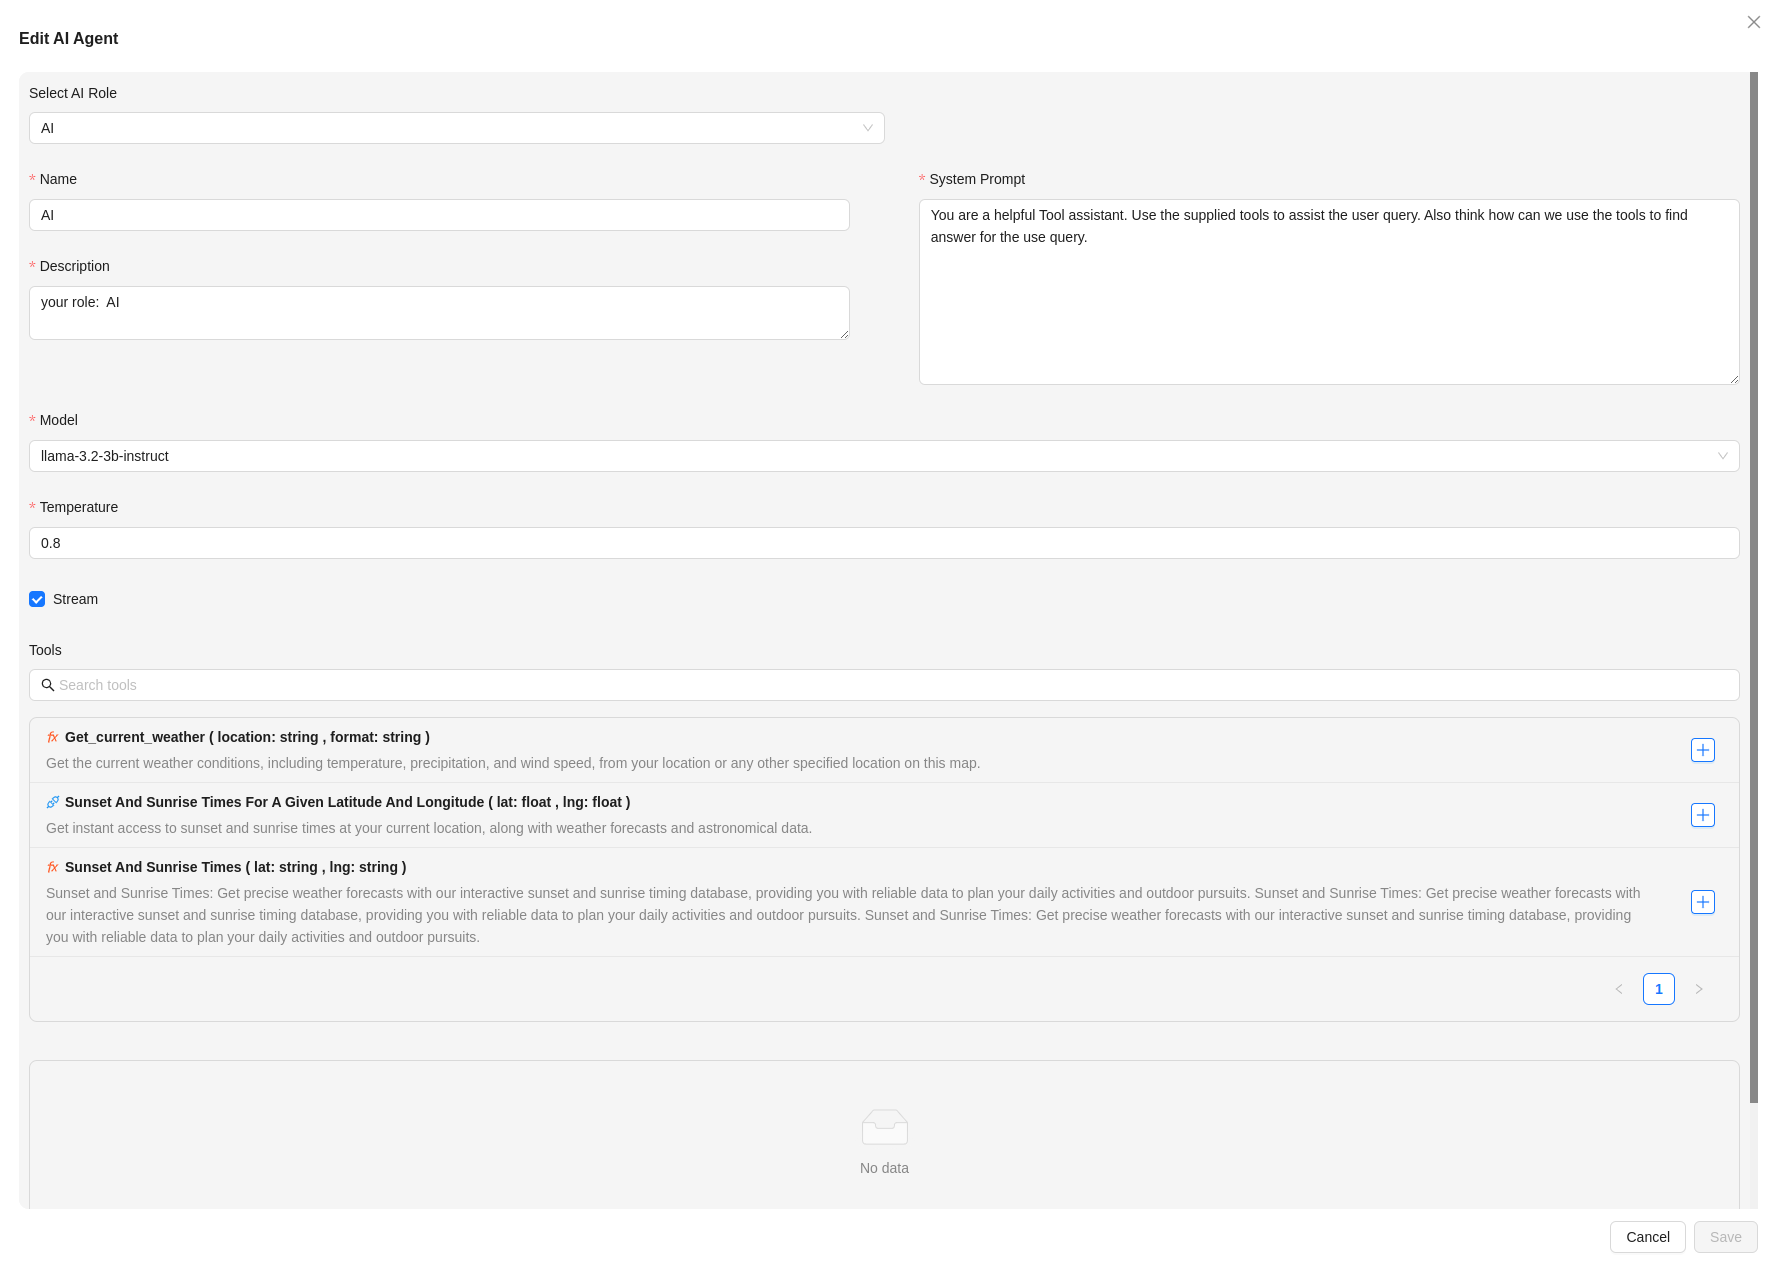 Edit AI Agent
Select AI Role
AI
* Name
AI
* System Prompt
You are a helpful Tool assistant. Use the supplied tools to assist the user query. Also think how can we use the tools to find
answer for the use query.
* Description
your role:  AI
* Model
llama-3.2-3b-instruct
* Temperature
0.8
Stream
Tools
Search tools
fx Get_current_weather ( location: string , format: string )
Get the current weather conditions, including temperature, precipitation, and wind speed, from your location or any other specified location on this map.
Sunset And Sunrise Times For A Given Latitude And Longitude ( lat: float , lng: float )
Get instant access to sunset and sunrise times at your current location, along with weather forecasts and astronomical data.
fx Sunset And Sunrise Times ( lat: string , lng: string )
Sunset and Sunrise Times: Get precise weather forecasts with our interactive sunset and sunrise timing database, providing you with reliable data to plan your daily activities and outdoor pursuits. Sunset and Sunrise Times: Get precise weather forecasts with
our interactive sunset and sunrise timing database, providing you with reliable data to plan your daily activities and outdoor pursuits. Sunset and Sunrise Times: Get precise weather forecasts with our interactive sunset and sunrise timing database, providing
you with reliable data to plan your daily activities and outdoor pursuits.
1
No data
Cancel
Save